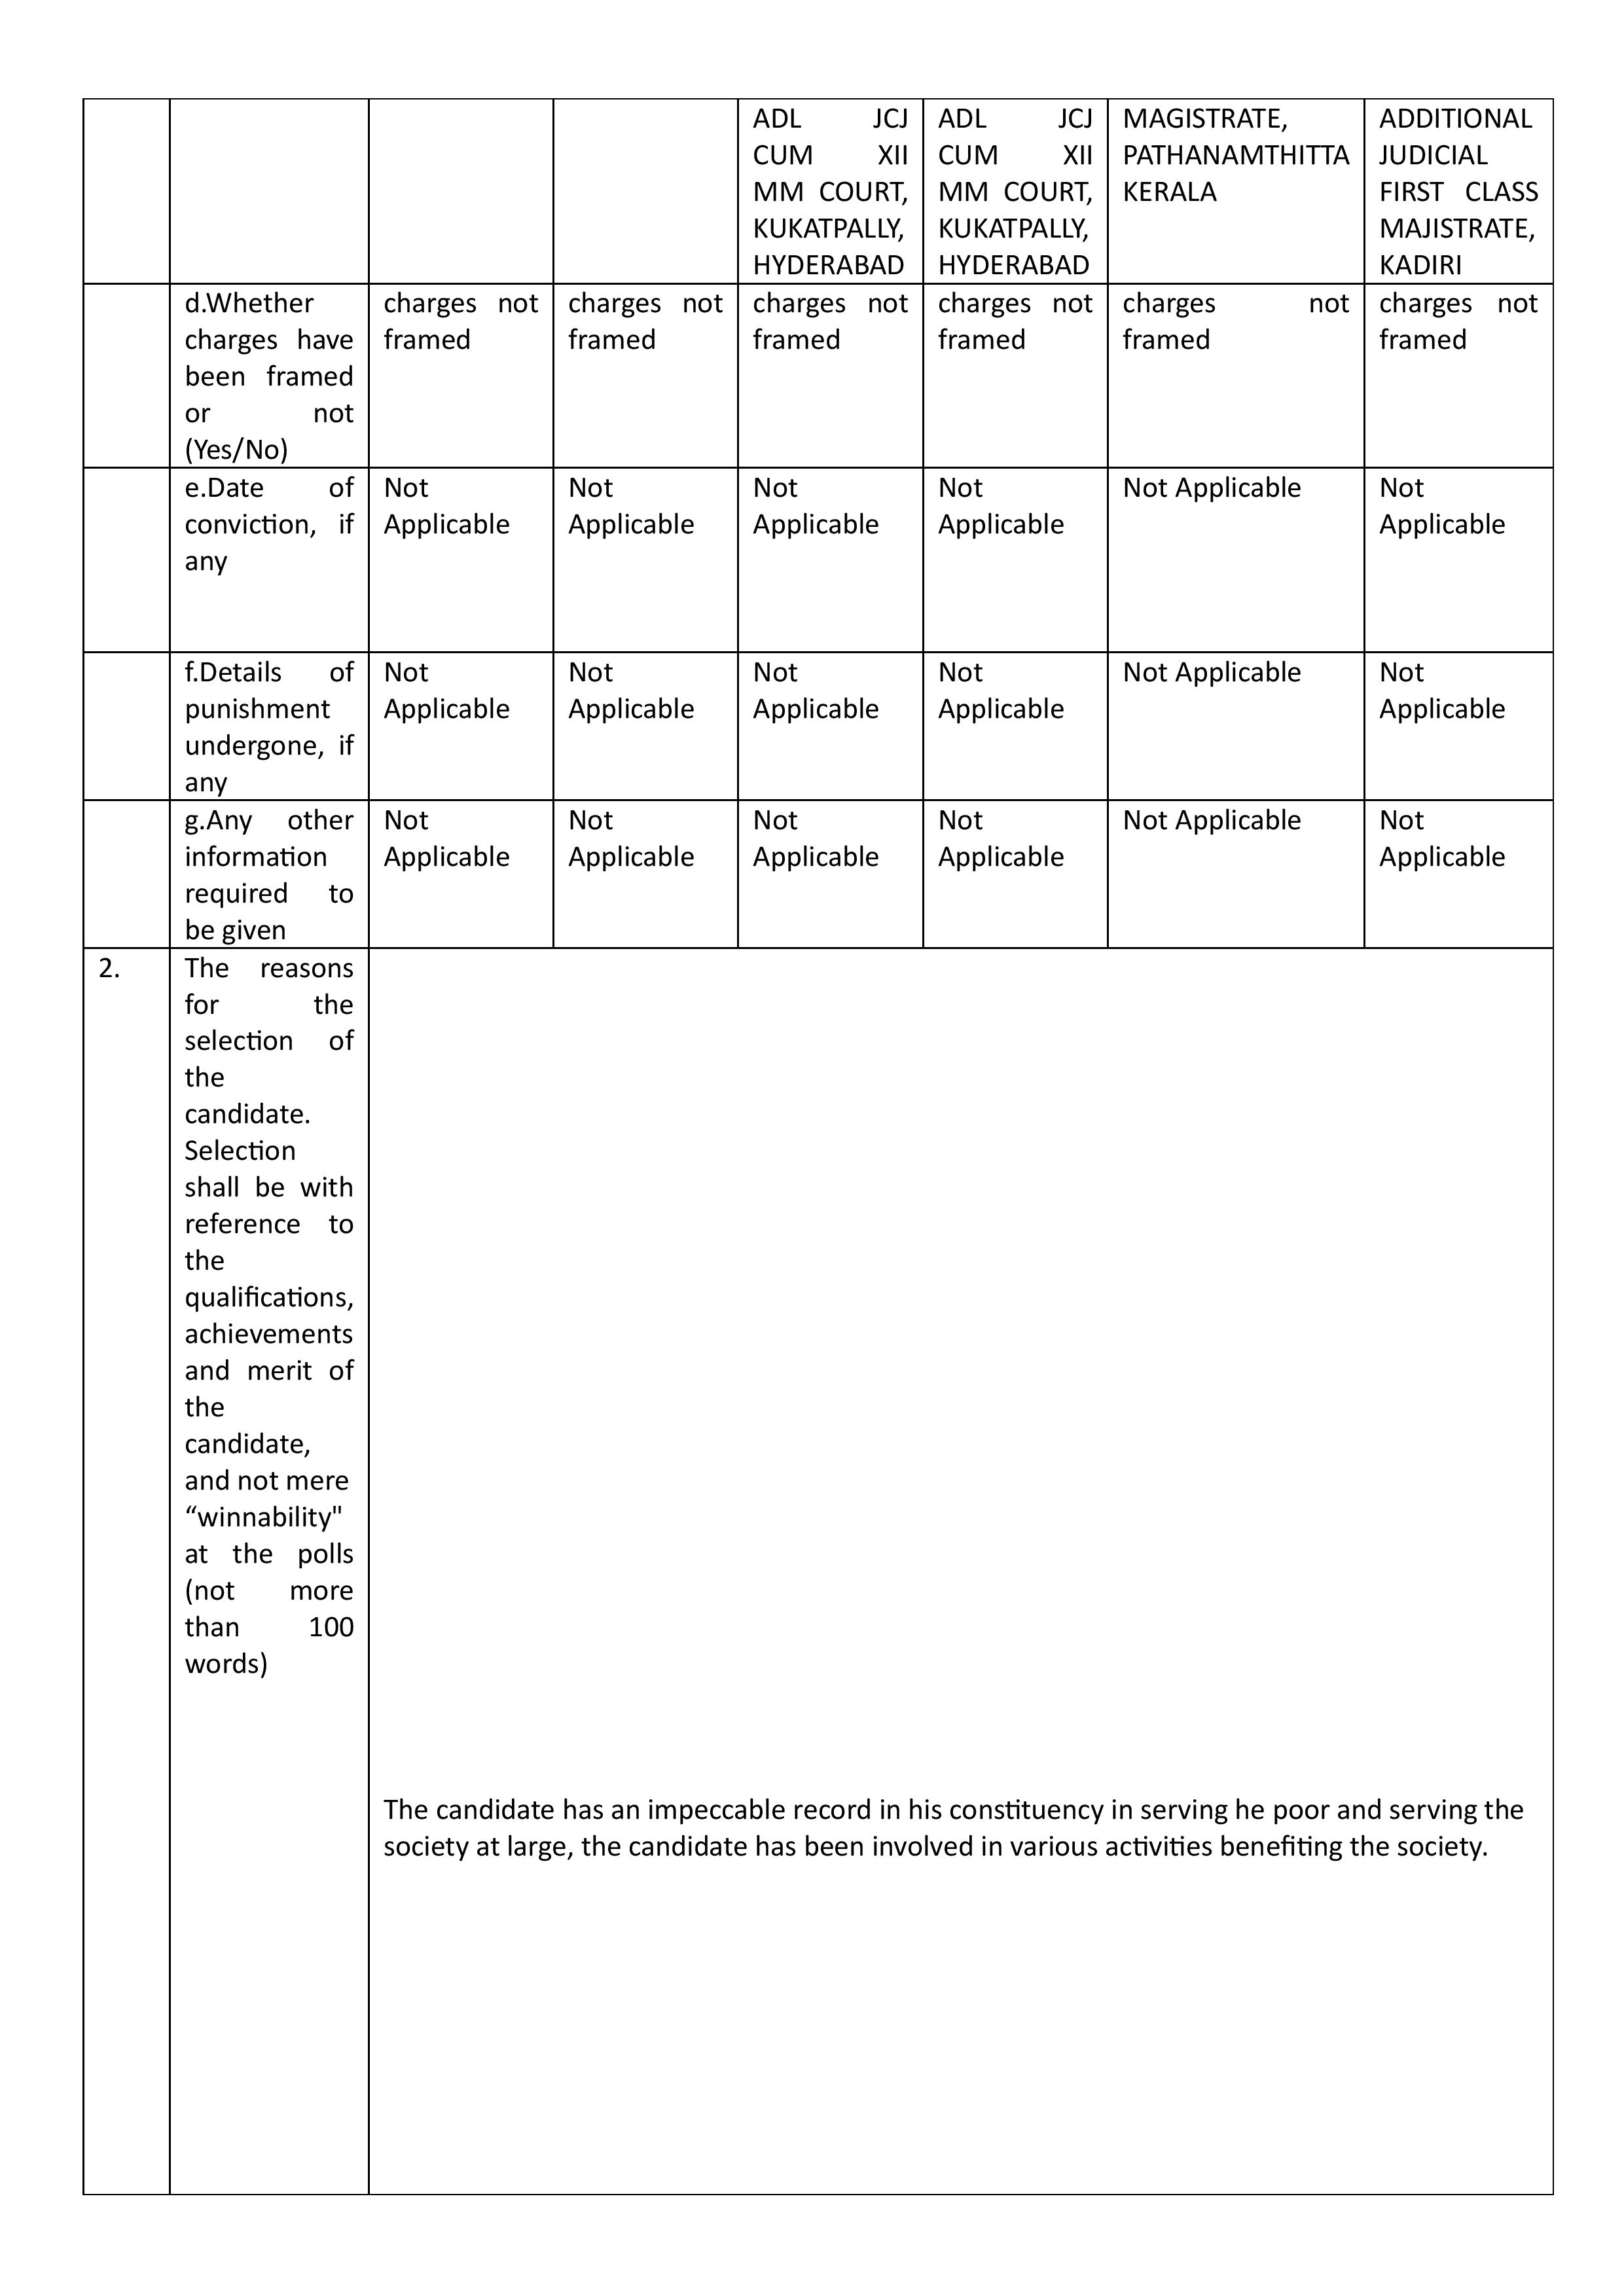 ADL JCJ
CUM XII
MM COURT,
KUKATPALLY,
HYDERABAD
ADL JCJ
CUM XII
MM COURT,
KUKATPALLY,
HYDERABAD
MAGISTRATE,
PATHANAMTHITTA
KERALA
ADDITIONAL
JUDICIAL
FIRST CLASS
MAJISTRATE,
KADIRI
d.Whether
charges have
been framed
or not
(Yes/No)
charges not
framed
charges not
framed
charges not
framed
charges not
framed
charges not
framed
charges not
framed
e.Date of
conviction, if
any
Not
Applicable
Not
Applicable
Not
Applicable
Not
Applicable
Not Applicable
Not
Applicable
f.Details of
punishment
undergone, if
any
Not
Applicable
Not
Applicable
Not
Applicable
Not
Applicable
Not Applicable
Not
Applicable
g.Any other
information
required to
be given
Not
Applicable
Not
Applicable
Not
Applicable
Not
Applicable
Not Applicable
Not
Applicable
2.
The reasons
for the
selection of
the
candidate.
Selection
shall be with
reference to
the
qualifications,
achievements
and merit of
the
candidate,
and not mere
“winnability"
at the polls
(not more
than 100
words)
The candidate has an impeccable record in his constituency in serving he poor and serving the
society at large, the candidate has been involved in various activities benefiting the society.